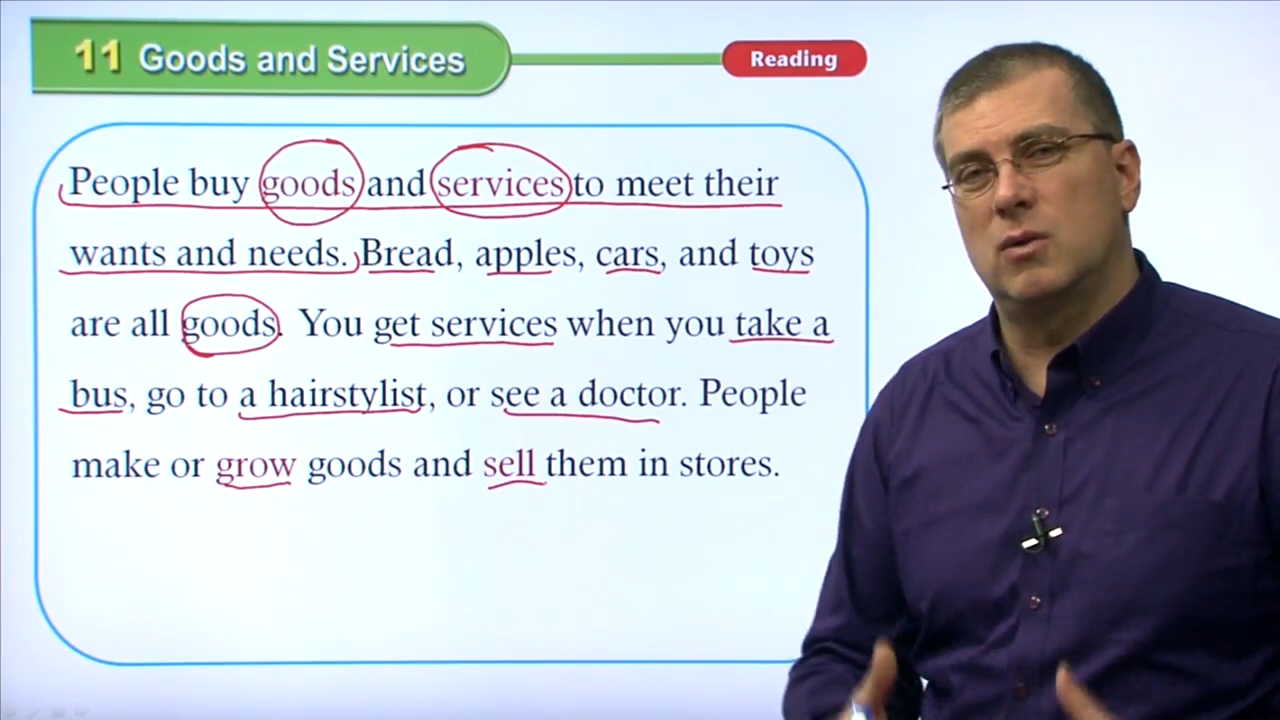 11 Goods and Services
Reading
People buy goods and services to meet their
wants and needs. Bread, apples, cars, and toys
are all goods. You get services when you take a
bus, go to a hairstylist, or see a doctor. People
make or grow goods and sell them in stores.